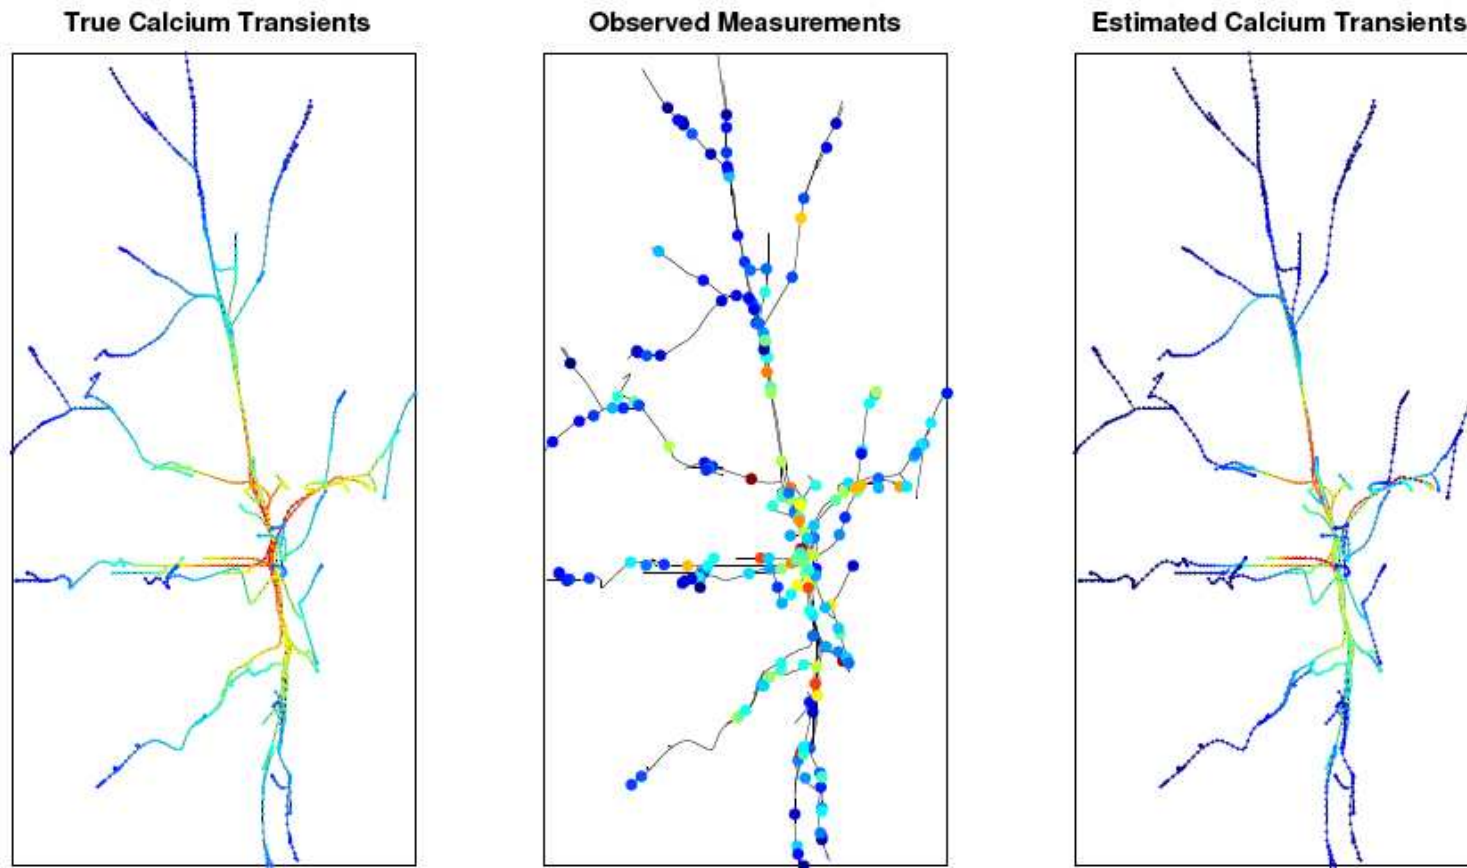 True Calcium Transients
Observed Measurements
Estimated Calcium Transients